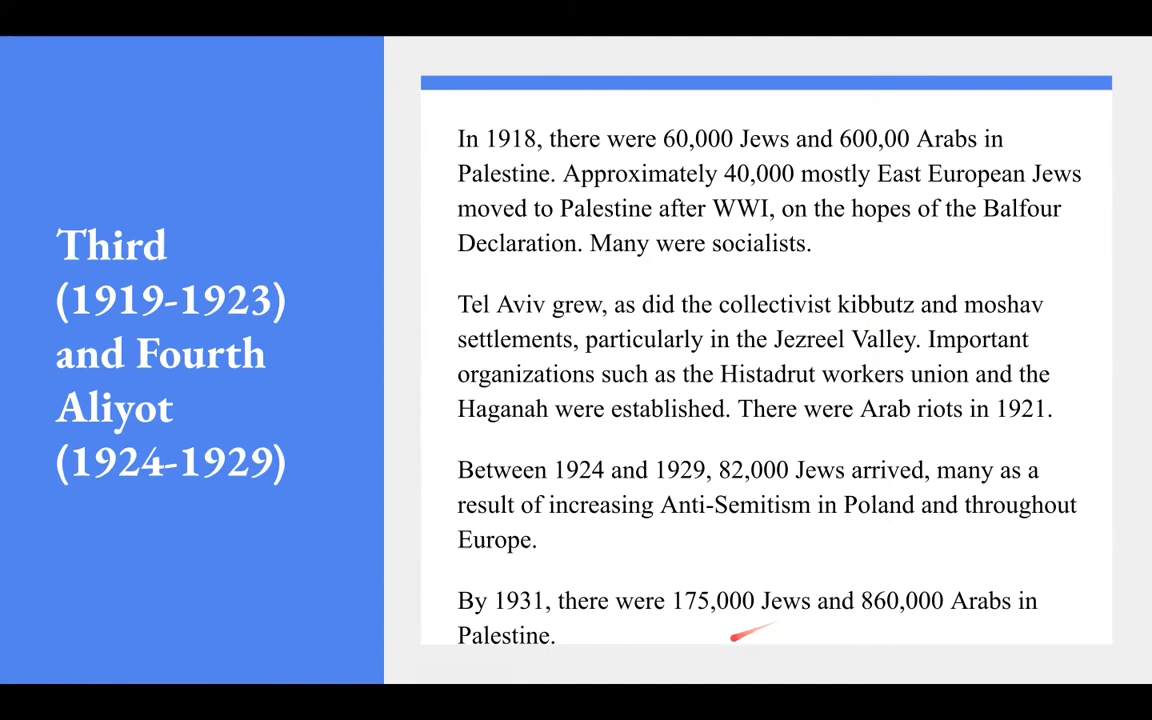 Third
(1919-1923)
and Fourth
Aliyot
(1924-1929)
In 1918, there were 60,000 Jews and 600,00 Arabs in
Palestine. Approximately 40,000 mostly East European Jews
moved to Palestine after WWI, on the hopes of the Balfour
Declaration. Many were socialists.
Tel Aviv grew, as did the collectivist kibbutz and moshav
settlements, particularly in the Jezreel Valley. Important
organizations such as the Histadrut workers union and the
Haganah were established. There were Arab riots in 1921.
Between 1924 and 1929, 82,000 Jews arrived, many as a
result of increasing Anti-Semitism in Poland and throughout
Europe.
By 1931, there were 175,000 Jews and 860,000 Arabs in
Palestine.